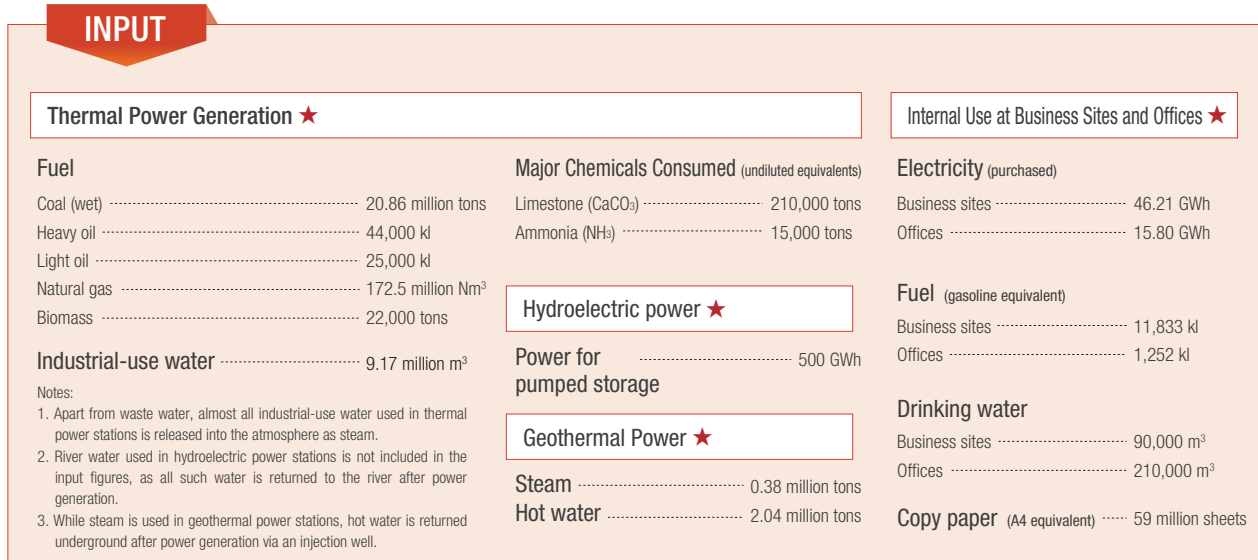 INPUT
Thermal Power Generation ★
Fuel
Coal (wet) 20.86 million tons
Heavy oil 44,000 kl
Light oil 25,000 kl
Natural gas 172.5 million Nm³
Biomass 22,000 tons
Industrial-use water 9.17 million m³
Notes:
1. Apart from waste water, almost all industrial-use water used in thermal
power stations is released into the atmosphere as steam.
2. River water used in hydroelectric power stations is not included in the
input figures, as all such water is returned to the river after power
generation.
3. While steam is used in geothermal power stations, hot water is returned
underground after power generation via an injection well.
Major Chemicals Consumed (undiluted equivalents)
Limestone (CaCO₃) 210,000 tons
Ammonia (NH₃) 15,000 tons
Hydroelectric power ★
Power for
pumped storage 500 GWh
Geothermal Power ★
Steam 0.38 million tons
Hot water 2.04 million tons
Internal Use at Business Sites and Offices ★
Electricity (purchased)
Business sites 46.21 GWh
Offices 15.80 GWh
Fuel (gasoline equivalent)
Business sites 11,833 kl
Offices 1,252 kl
Drinking water
Business sites 90,000 m³
Offices 210,000 m³
Copy paper (A4 equivalent) 59 million sheets